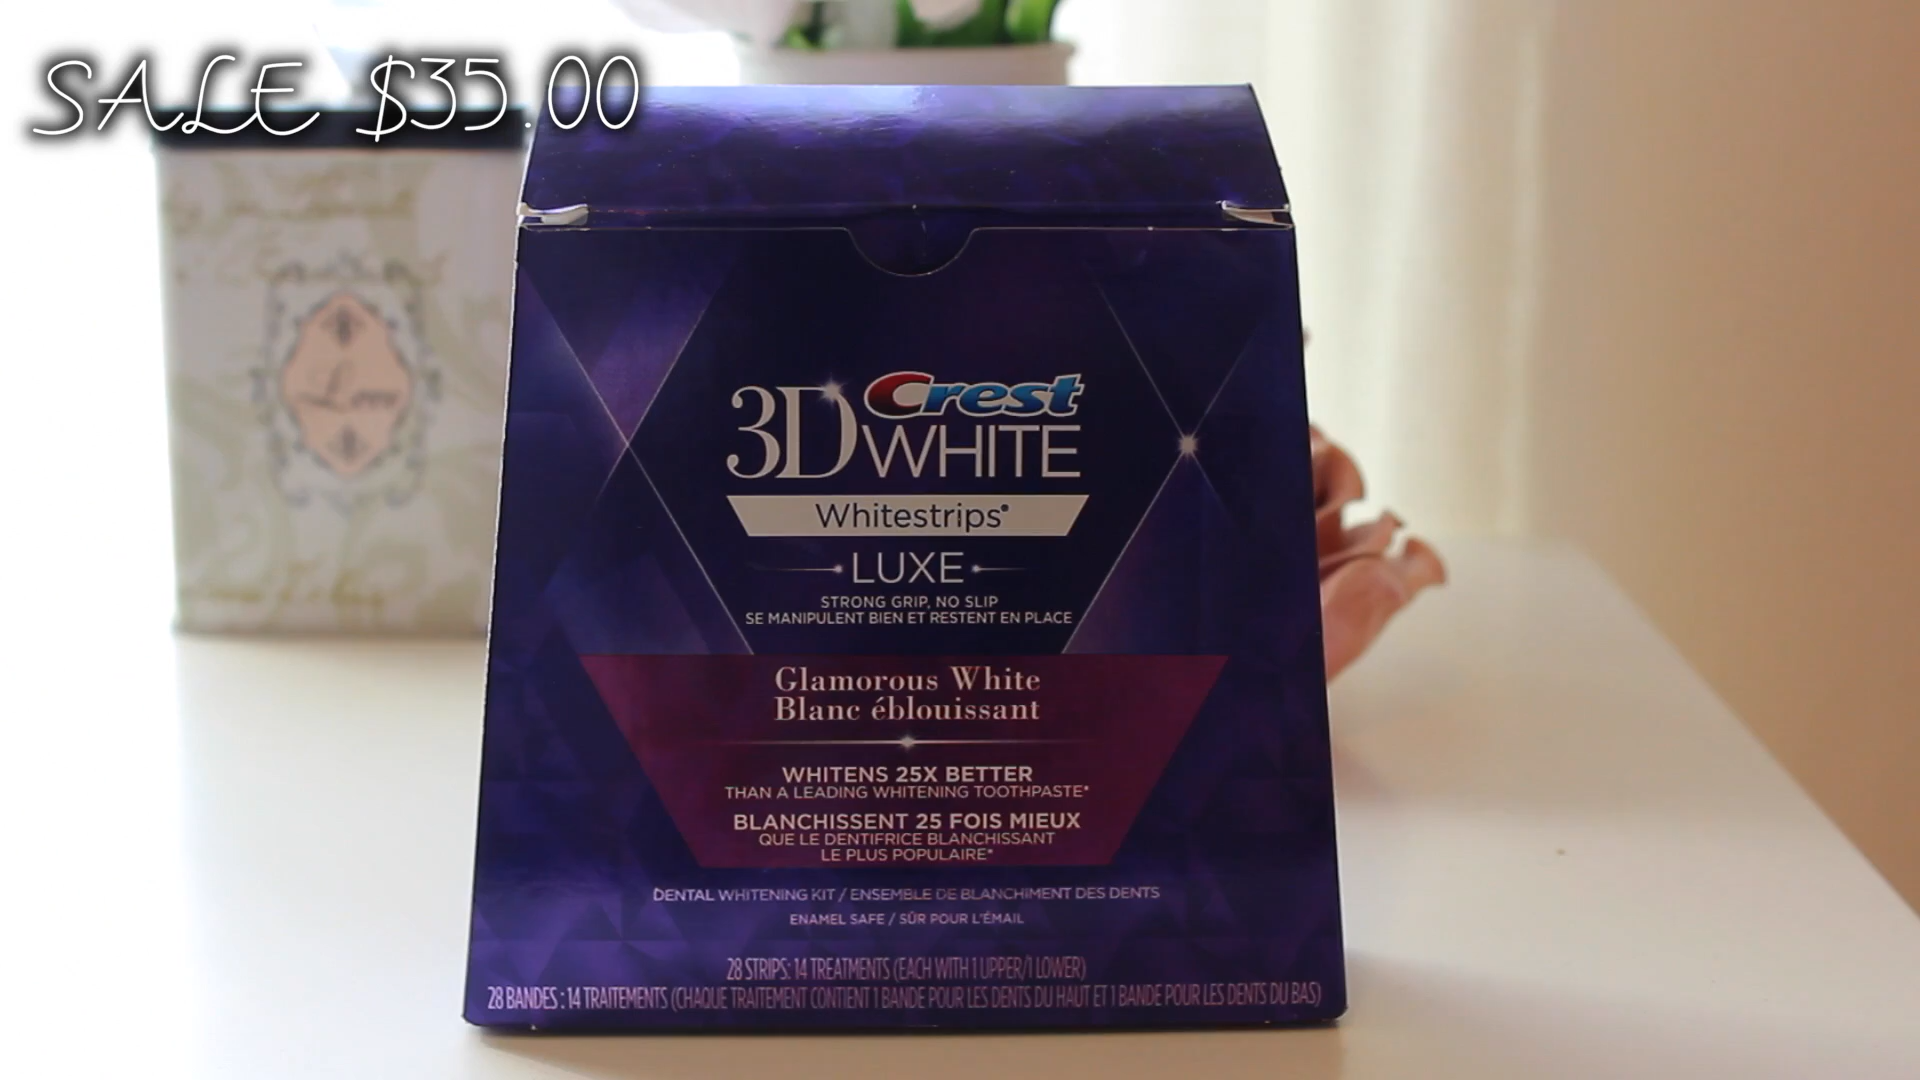 SALE $35.00
Love
Crest
3D WHITE
Whitestrips®
LUXE
STRONG GRIP, NO SLIP
SE MANIPULENT BIEN ET RESTENT EN PLACE
Glamorous White
Blanc éblouissant
WHITENS 25X BETTER
THAN A LEADING WHITENING TOOTHPASTE*
BLANCHISSENT 25 FOIS MIEUX
QUE LE DENTIFRICE BLANCHISSANT
LE PLUS POPULAIRE*
DENTAL WHITENING KIT / ENSEMBLE DE BLANCHIMENT DES DENTS
ENAMEL SAFE / SÛR POUR L'ÉMAIL
28 STRIPS: 14 TREATMENTS (EACH WITH 1 UPPER/1 LOWER)
28 BANDES : 14 TRAITEMENTS (CHAQUE TRAITEMENT CONTIENT 1 BANDE POUR LES DENTS DU HAUT ET 1 BANDE POUR LES DENTS DU BAS)